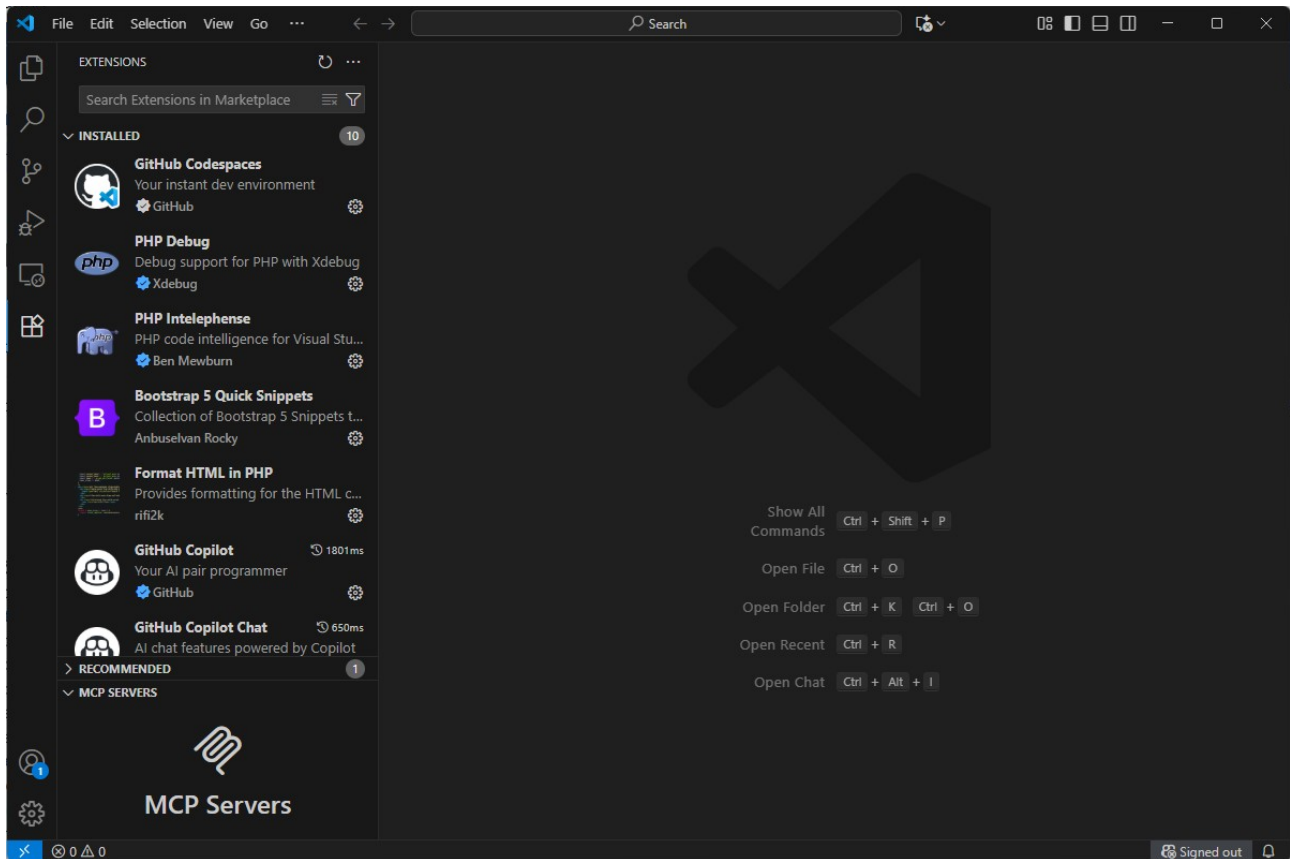 File Edit Selection View Go ···
Search
EXTENSIONS
Search Extensions in Marketplace
INSTALLED 10
GitHub Codespaces
Your instant dev environment
GitHub
PHP Debug
php Debug support for PHP with Xdebug
Xdebug
PHP Intelephense
php PHP code intelligence for Visual Stu...
Ben Mewburn
Bootstrap 5 Quick Snippets
B Collection of Bootstrap 5 Snippets t...
Anbuselvan Rocky
Format HTML in PHP
Provides formatting for the HTML c...
rifi2k
GitHub Copilot 1801ms
Your AI pair programmer
GitHub
GitHub Copilot Chat 650ms
AI chat features powered by Copilot
RECOMMENDED 1
MCP SERVERS
MCP Servers
1
Show All
Commands Ctrl + Shift + P
Open File Ctrl + O
Open Folder Ctrl + K Ctrl + O
Open Recent Ctrl + R
Open Chat Ctrl + Alt + I
0 0
Signed out